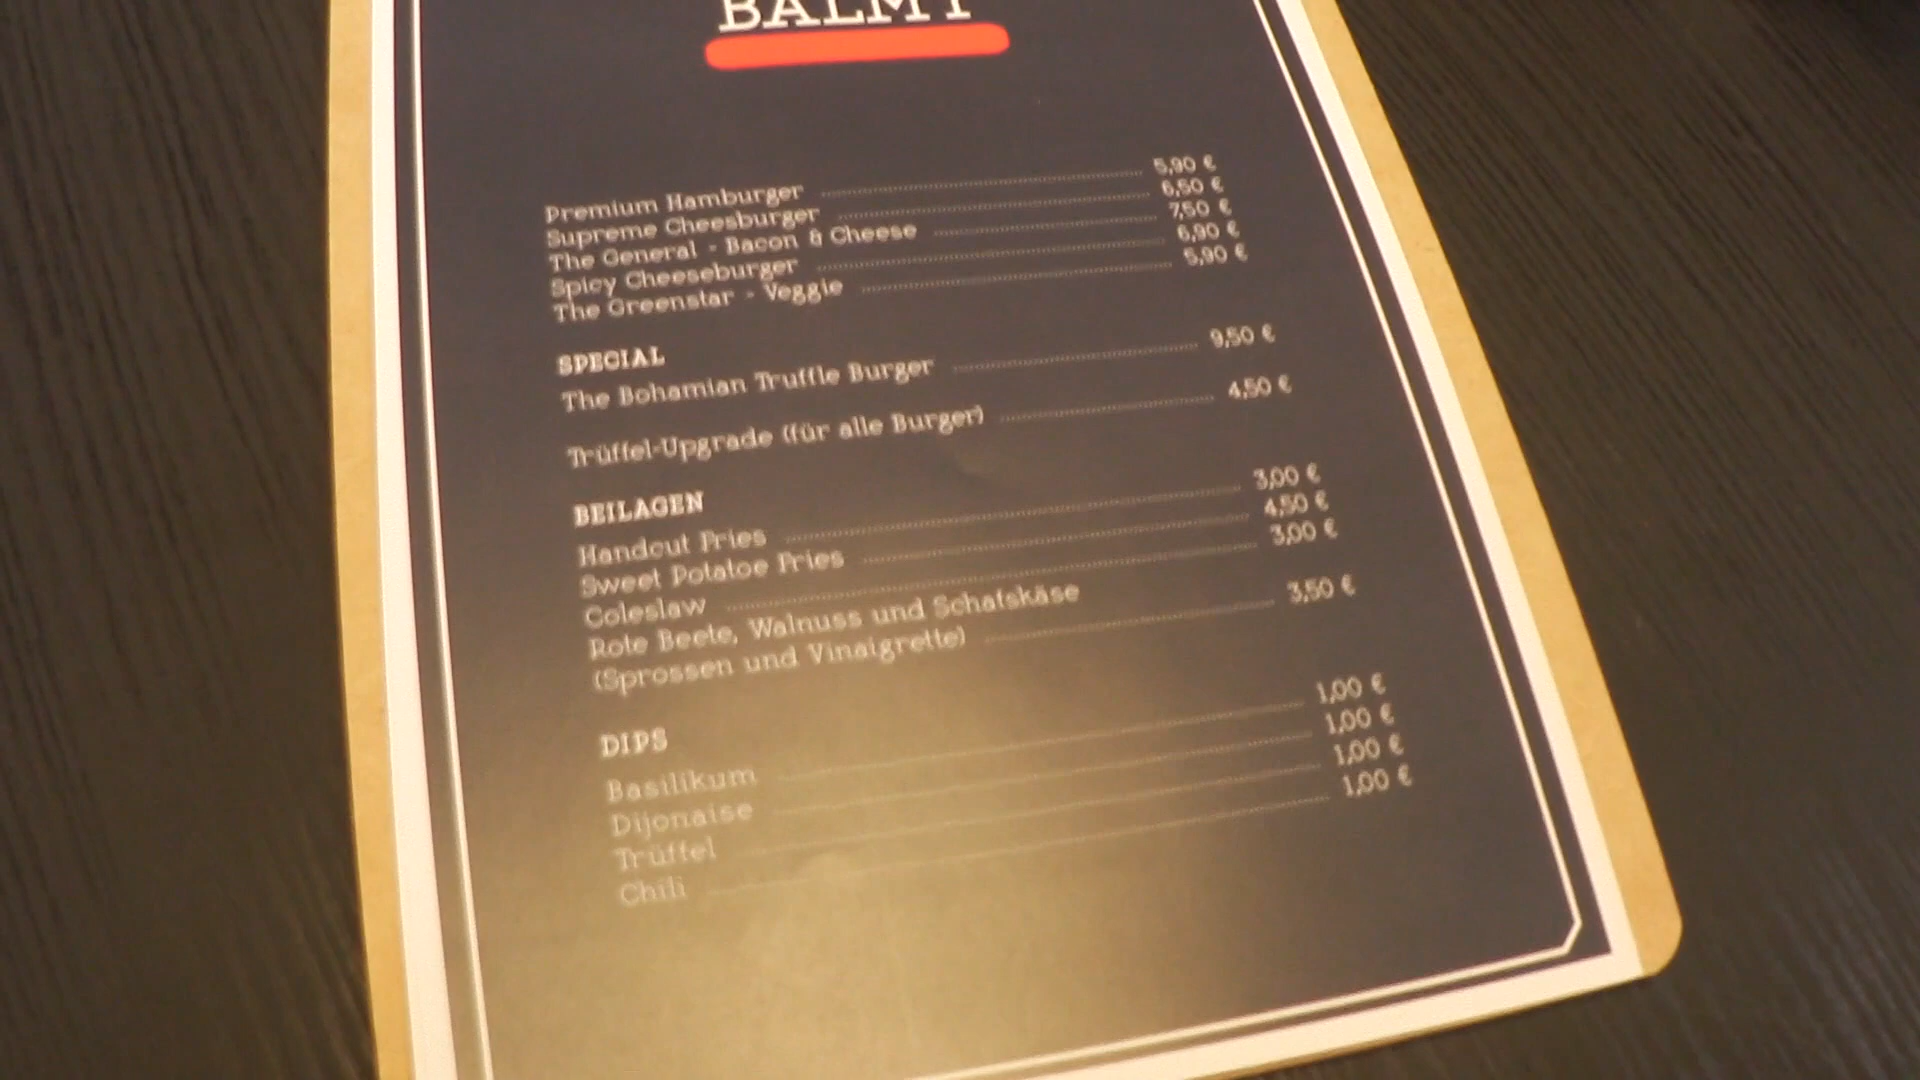 BALMY
Premium Hamburger 5,90 €
Supreme Cheesburger 6,50 €
The General - Bacon & Cheese 7,50 €
Spicy Cheeseburger 6,90 €
The Greenstar - Veggie 5,90 €
SPECIAL
The Bohamian Truffle Burger 9,50 €
Trüffel-Upgrade (für alle Burger) 4,50 €
BEILAGEN
Handcut Fries 3,00 €
Sweet Potatoe Fries 4,50 €
Coleslaw 3,00 €
Rote Beete, Walnuss und Schafskäse
(Sprossen und Vinaigrette) 3,50 €
DIPS
Basilikum 1,00 €
Dijonaise 1,00 €
Trüffel 1,00 €
Chili 1,00 €